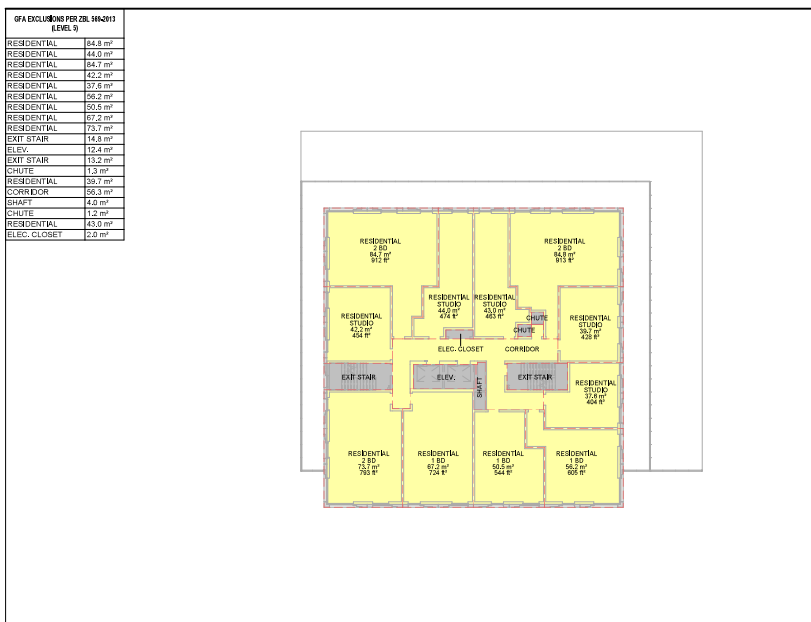 GFA EXCLUSIONS PER ZBL 569-2013
(LEVEL 5)
RESIDENTIAL 84.8 m²
RESIDENTIAL 44.0 m²
RESIDENTIAL 84.7 m²
RESIDENTIAL 42.2 m²
RESIDENTIAL 37.6 m²
RESIDENTIAL 56.2 m²
RESIDENTIAL 50.5 m²
RESIDENTIAL 67.2 m²
RESIDENTIAL 73.7 m²
EXIT STAIR 14.8 m²
ELEV. 12.4 m²
EXIT STAIR 13.2 m²
CHUTE 1.3 m²
RESIDENTIAL 39.7 m²
CORRIDOR 56.3 m²
SHAFT 4.0 m²
CHUTE 1.2 m²
RESIDENTIAL 43.0 m²
ELEC. CLOSET 2.0 m²
RESIDENTIAL
2 BD
84.7 m²
912 ft²
RESIDENTIAL
2 BD
84.8 m²
913 ft²
RESIDENTIAL
STUDIO
44.0 m²
474 ft²
RESIDENTIAL
STUDIO
43.0 m²
463 ft²
RESIDENTIAL
STUDIO
42.2 m²
454 ft²
CHUTE
CHUTE
RESIDENTIAL
STUDIO
39.7 m²
428 ft²
ELEC. CLOSET
CORRIDOR
EXIT STAIR
ELEV.
SHAFT
EXIT STAIR
RESIDENTIAL
STUDIO
37.6 m²
404 ft²
RESIDENTIAL
2 BD
73.7 m²
793 ft²
RESIDENTIAL
1 BD
67.2 m²
724 ft²
RESIDENTIAL
1 BD
50.5 m²
544 ft²
RESIDENTIAL
1 BD
56.2 m²
605 ft²